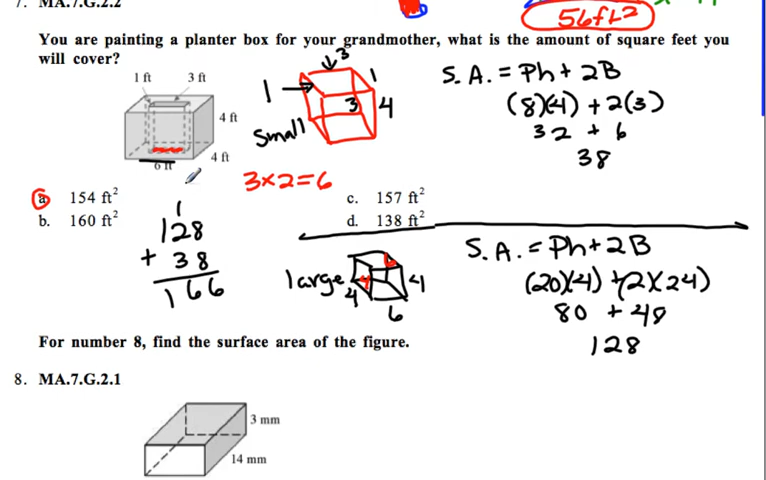 7. MA.7.G.2.2
56 ft²
You are painting a planter box for your grandmother, what is the amount of square feet you
will cover?
1 ft 3 ft
4 ft
4 ft
6 ft
3
1
1
3
4
small
S.A. = Ph + 2B
(8)(4) + 2(3)
32 + 6
38
3×2=6
a. 154 ft²
b. 160 ft²
c. 157 ft²
d. 138 ft²
1
128
+ 38
166
large
4
4
6
S.A. = Ph + 2B
(20)(4) + 2(24)
80 + 48
128
For number 8, find the surface area of the figure.
8. MA.7.G.2.1
3 mm
14 mm